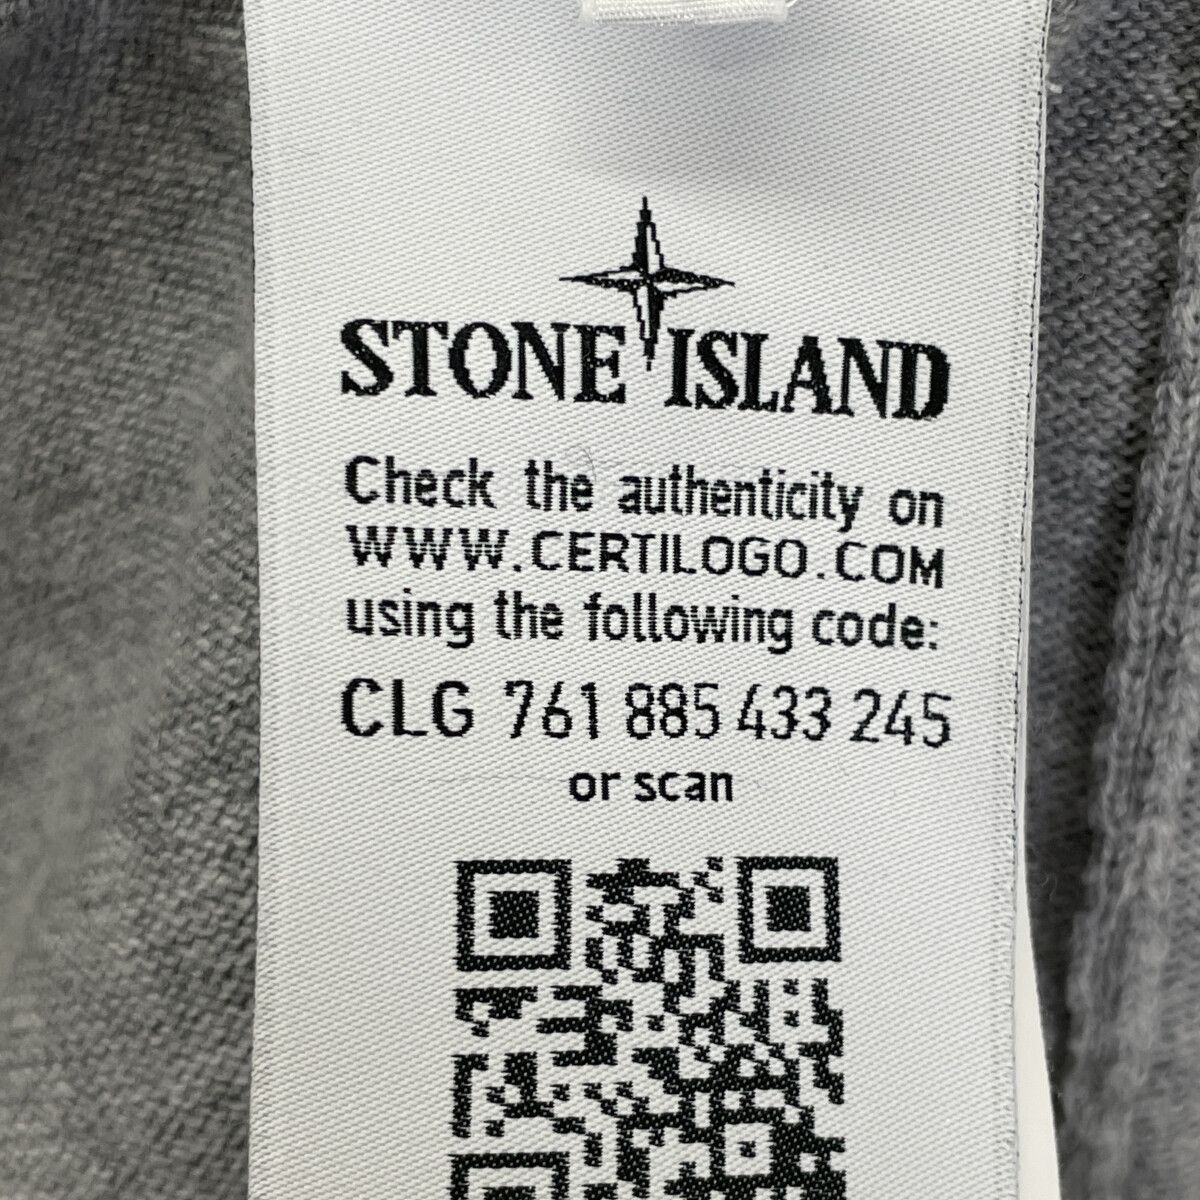 STONE ISLAND
Check the authenticity on
WWW.CERTILOGO.COM
using the following code:
CLG 761 885 433 245
or scan